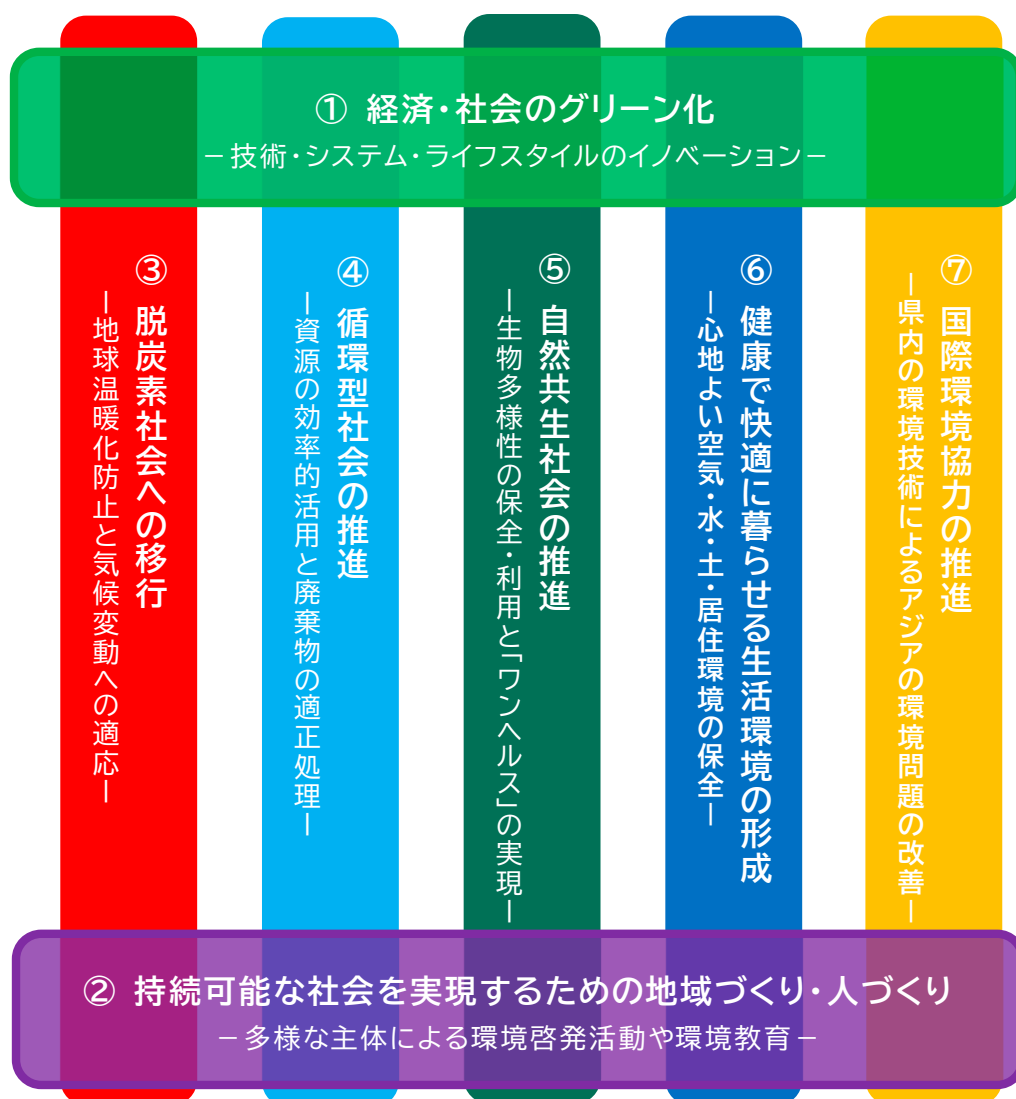 ① 経済・社会のグリーン化
－技術・システム・ライフスタイルのイノベーション－
③ 脱炭素社会への移行
―地球温暖化防止と気候変動への適応―
④ 循環型社会の推進
―資源の効率的活用と廃棄物の適正処理―
⑤ 自然共生社会の推進
―生物多様性の保全・利用と「ワンヘルス」の実現―
⑥ 健康で快適に暮らせる生活環境の形成
―心地よい空気・水・土・居住環境の保全―
⑦ 国際環境協力の推進
―県内の環境技術によるアジアの環境問題の改善―
② 持続可能な社会を実現するための地域づくり・人づくり
－多様な主体による環境啓発活動や環境教育－